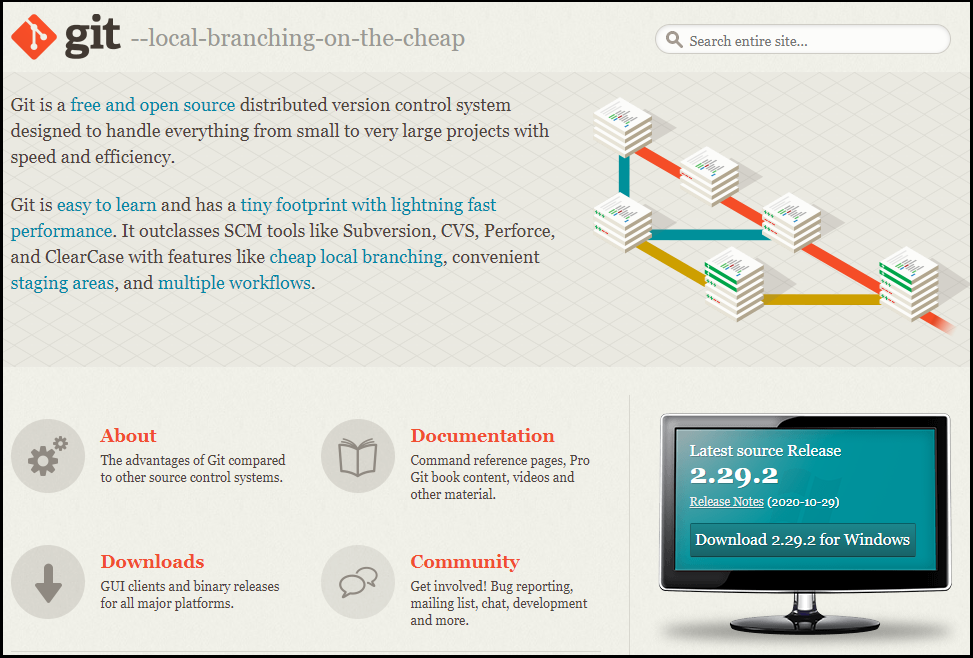 git --local-branching-on-the-cheap
Search entire site...
Git is a free and open source distributed version control system
designed to handle everything from small to very large projects with
speed and efficiency.
Git is easy to learn and has a tiny footprint with lightning fast
performance. It outclasses SCM tools like Subversion, CVS, Perforce,
and ClearCase with features like cheap local branching, convenient
staging areas, and multiple workflows.
About
The advantages of Git compared
to other source control systems.
Documentation
Command reference pages, Pro
Git book content, videos and
other material.
Downloads
GUI clients and binary releases
for all major platforms.
Community
Get involved! Bug reporting,
mailing list, chat, development
and more.
Latest source Release
2.29.2
Release Notes (2020-10-29)
Download 2.29.2 for Windows